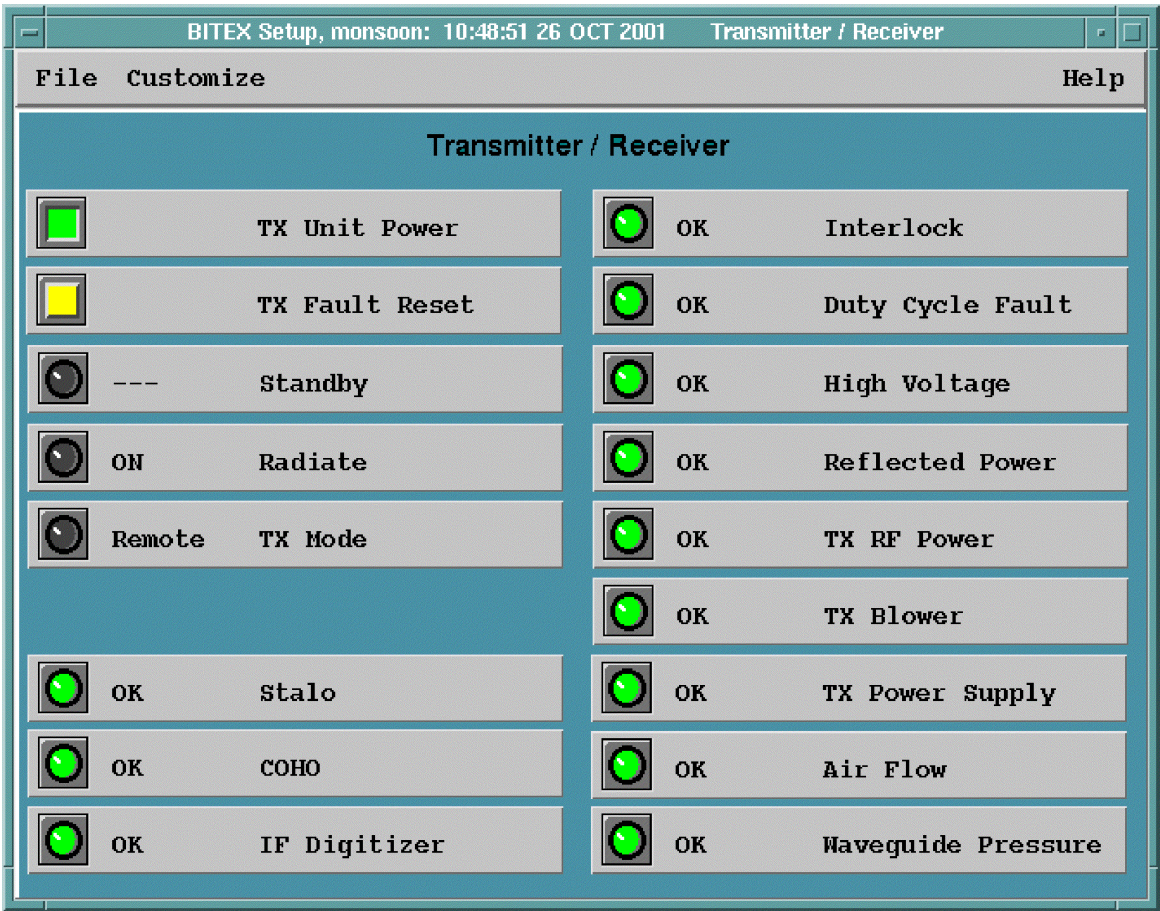 BITEX Setup, monsoon: 10:48:51 26 OCT 2001 Transmitter / Receiver
File Customize Help
Transmitter / Receiver
TX Unit Power
TX Fault Reset
--- Standby
ON Radiate
Remote TX Mode
OK Stalo
OK COHO
OK IF Digitizer
OK Interlock
OK Duty Cycle Fault
OK High Voltage
OK Reflected Power
OK TX RF Power
OK TX Blower
OK TX Power Supply
OK Air Flow
OK Waveguide Pressure